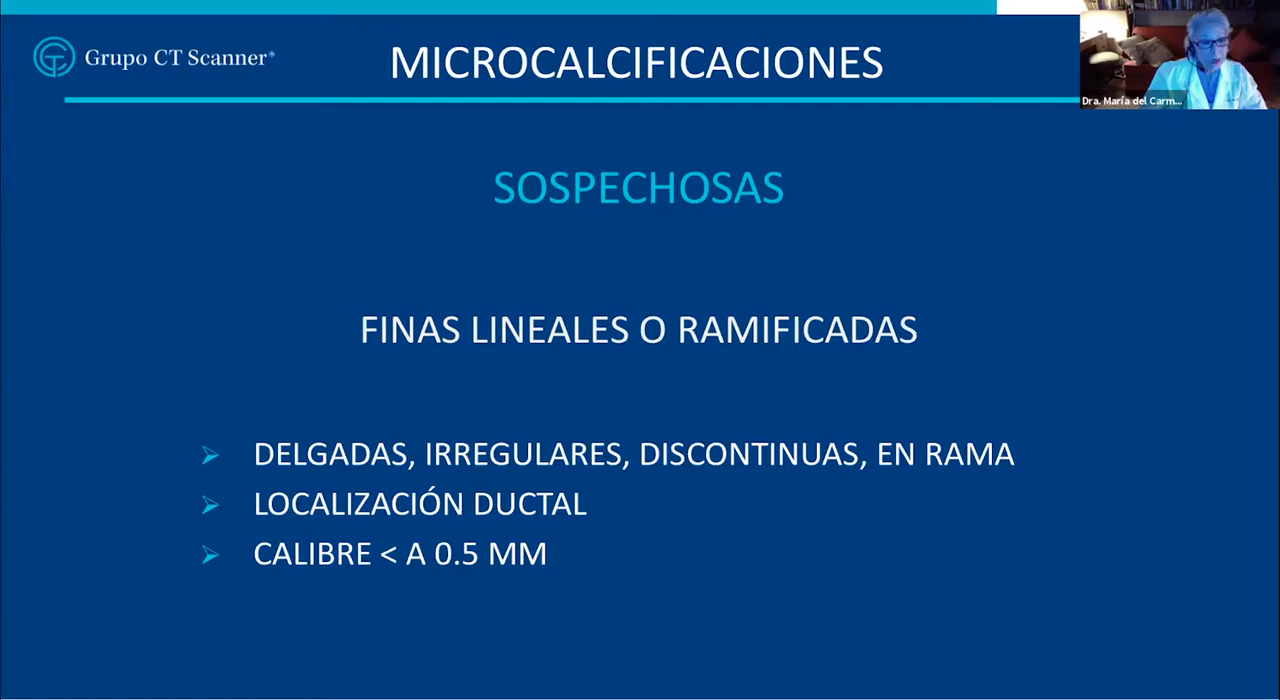 Grupo CT Scanner®
MICROCALCIFICACIONES
Dra. María del Carm...
SOSPECHOSAS
FINAS LINEALES O RAMIFICADAS
DELGADAS, IRREGULARES, DISCONTINUAS, EN RAMA
LOCALIZACIÓN DUCTAL
CALIBRE < A 0.5 MM